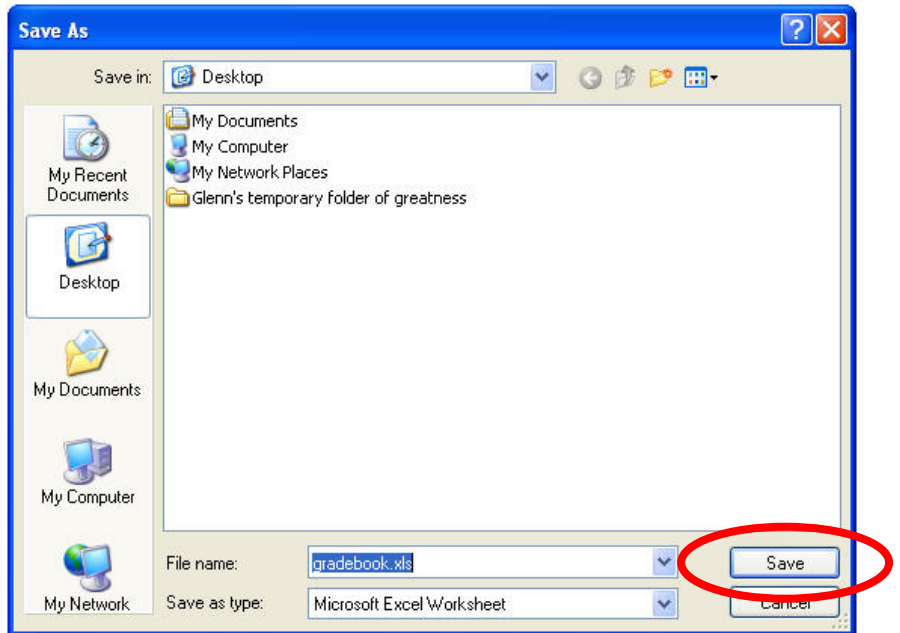 Save As
Save in: Desktop
My Documents
My Computer
My Network Places
Glenn's temporary folder of greatness
My Recent
Documents
Desktop
My Documents
My Computer
My Network
File name: gradebook.xls Save
Save as type: Microsoft Excel Worksheet Cancel